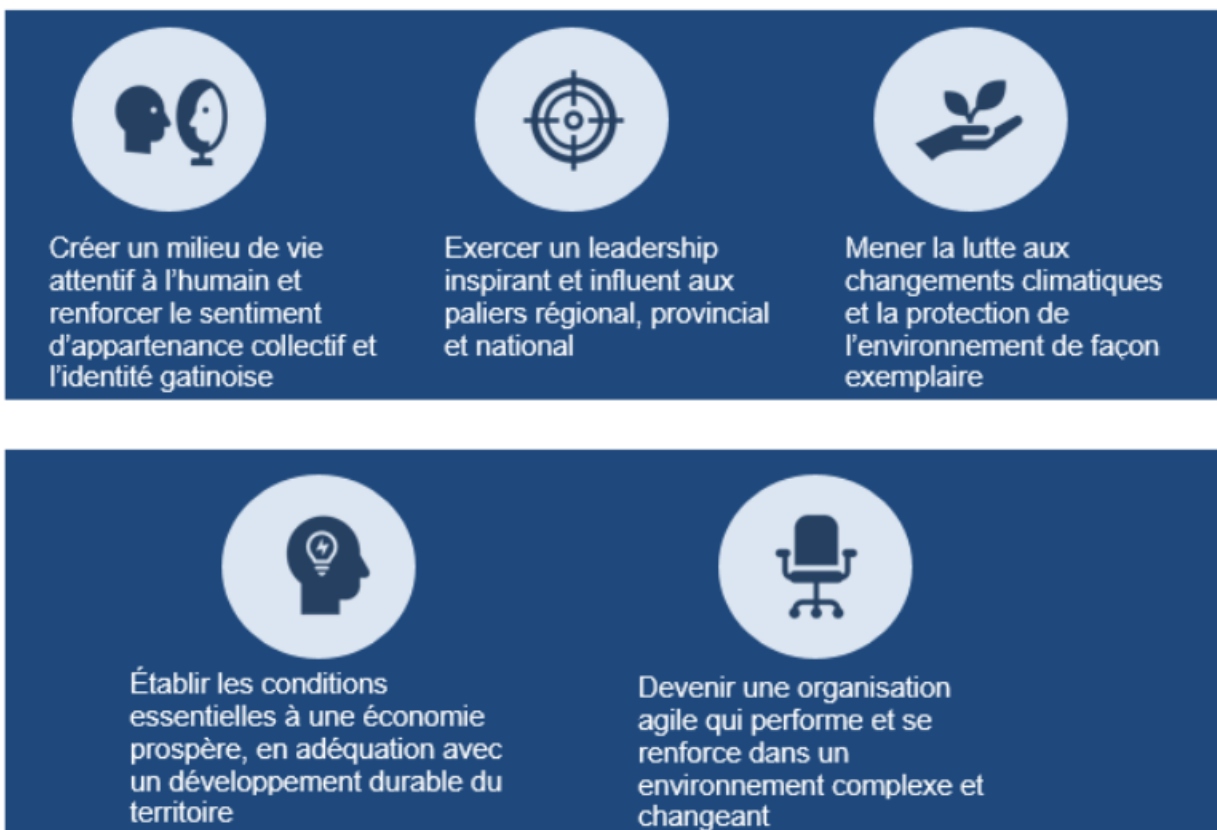 Créer un milieu de vie
attentif à l'humain et
renforcer le sentiment
d'appartenance collectif et
l'identité gatinoise
Exercer un leadership
inspirant et influent aux
paliers régional, provincial
et national
Mener la lutte aux
changements climatiques
et la protection de
l'environnement de façon
exemplaire
Établir les conditions
essentielles à une économie
prospère, en adéquation avec
un développement durable du
territoire
Devenir une organisation
agile qui performe et se
renforce dans un
environnement complexe et
changeant